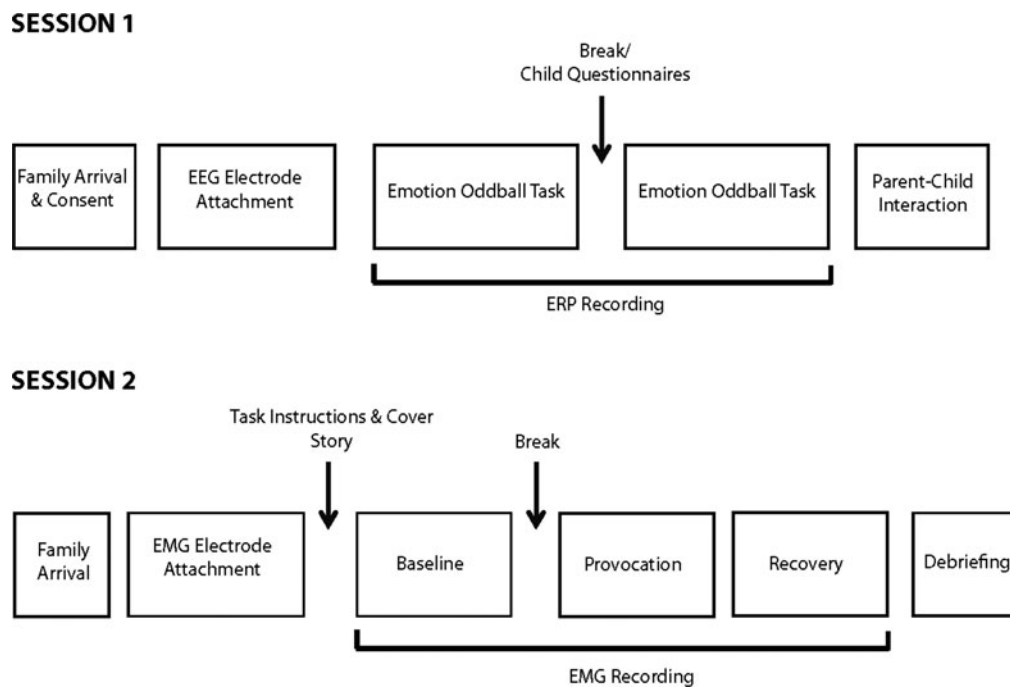 SESSION 1
Break/
Child Questionnaires
Family Arrival
& Consent
EEG Electrode
Attachment
Emotion Oddball Task
Emotion Oddball Task
Parent-Child
Interaction
ERP Recording
SESSION 2
Task Instructions & Cover
Story
Break
Family
Arrival
EMG Electrode
Attachment
Baseline
Provocation
Recovery
Debriefing
EMG Recording